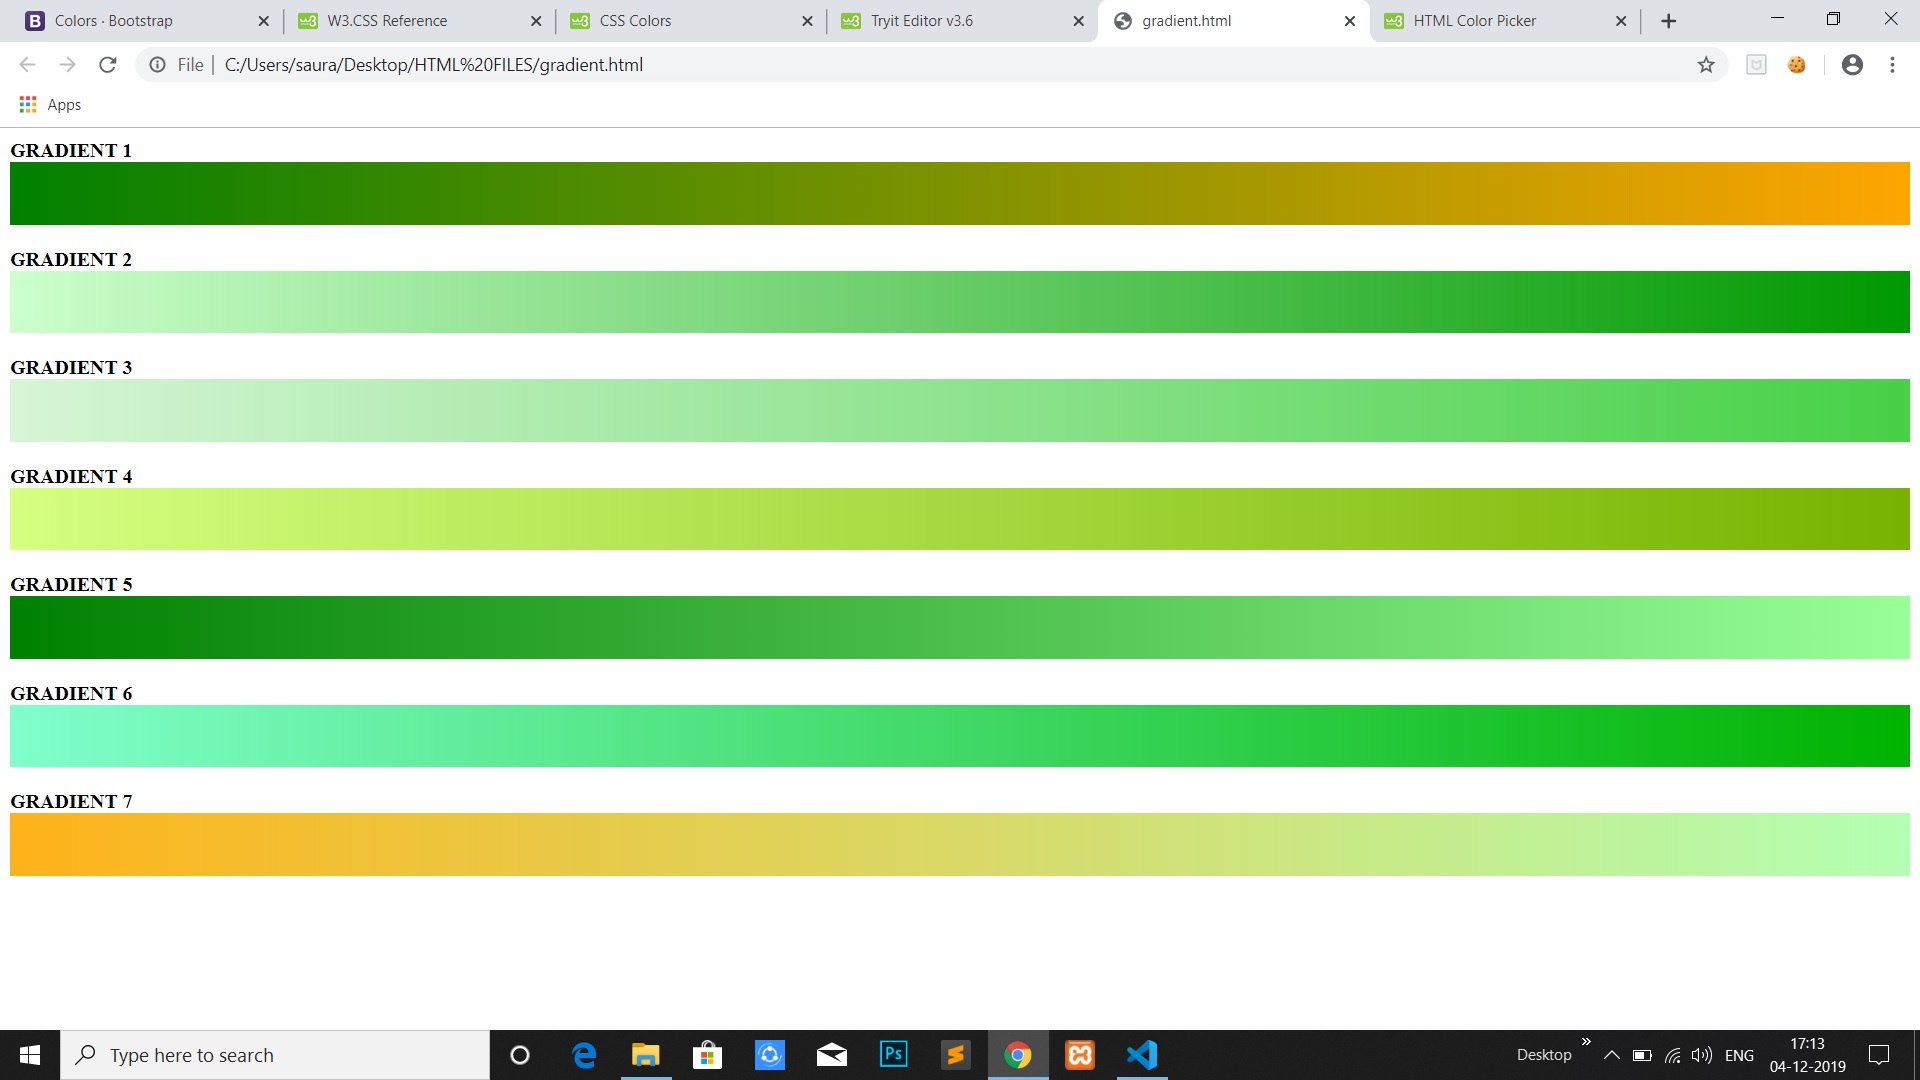 Colors · Bootstrap
W3.CSS Reference
CSS Colors
Tryit Editor v3.6
gradient.html
HTML Color Picker
File | C:/Users/saura/Desktop/HTML%20FILES/gradient.html
Apps
GRADIENT 1
GRADIENT 2
GRADIENT 3
GRADIENT 4
GRADIENT 5
GRADIENT 6
GRADIENT 7
Type here to search
Desktop
ENG
17:13
04-12-2019